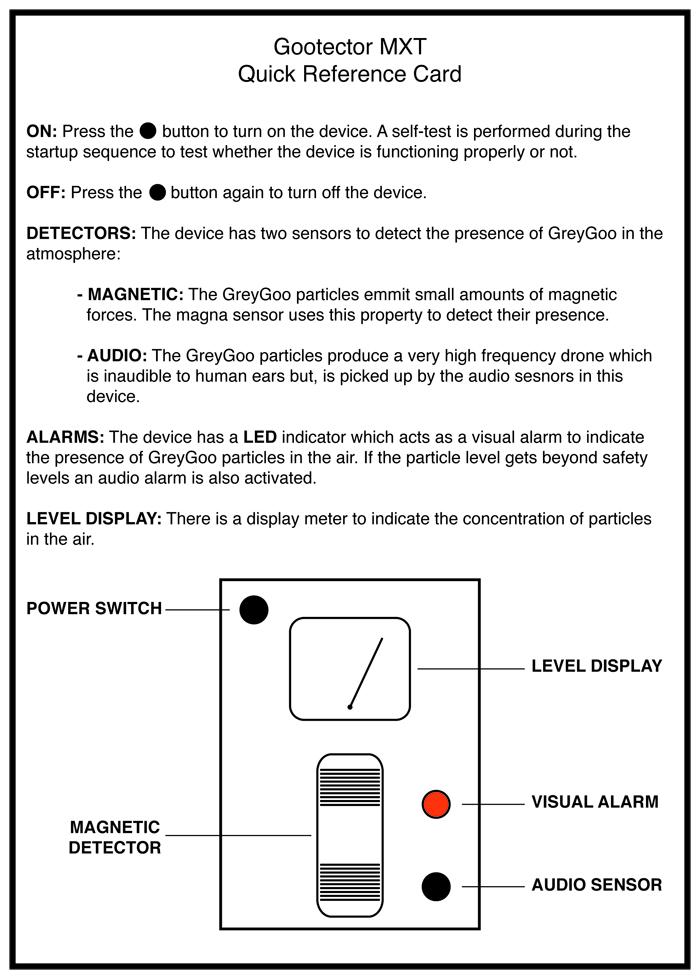 Gootector MXT
Quick Reference Card
ON: Press the button to turn on the device. A self-test is performed during the
startup sequence to test whether the device is functioning properly or not.
OFF: Press the button again to turn off the device.
DETECTORS: The device has two sensors to detect the presence of GreyGoo in the
atmosphere:
- MAGNETIC: The GreyGoo particles emmit small amounts of magnetic
forces. The magna sensor uses this property to detect their presence.
- AUDIO: The GreyGoo particles produce a very high frequency drone which
is inaudible to human ears but, is picked up by the audio sesnors in this
device.
ALARMS: The device has a LED indicator which acts as a visual alarm to indicate
the presence of GreyGoo particles in the air. If the particle level gets beyond safety
levels an audio alarm is also activated.
LEVEL DISPLAY: There is a display meter to indicate the concentration of particles
in the air.
POWER SWITCH
LEVEL DISPLAY
VISUAL ALARM
MAGNETIC
DETECTOR
AUDIO SENSOR